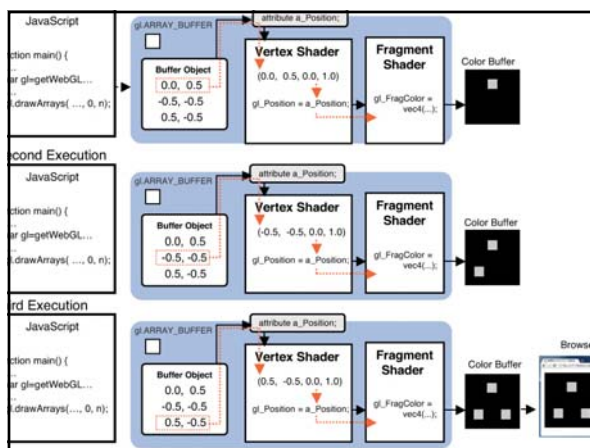 JavaScript
gl.ARRAY_BUFFER
attribute a_Position;
ction main() {
…
ar gl=getWebGL…
…
l.drawArrays( …, 0, n);
Buffer Object
0.0, 0.5
-0.5, -0.5
0.5, -0.5
Vertex Shader
(0.0, 0.5, 0.0, 1.0)
gl_Position = a_Position;
Fragment
Shader
gl_FragColor =
vec4(...);
Color Buffer
econd Execution
JavaScript
gl.ARRAY_BUFFER
attribute a_Position;
ction main() {
…
ar gl=getWebGL…
…
l.drawArrays( …, 0, n);
Buffer Object
0.0, 0.5
-0.5, -0.5
0.5, -0.5
Vertex Shader
(-0.5, -0.5, 0.0, 1.0)
gl_Position = a_Position;
Fragment
Shader
gl_FragColor =
vec4(...);
Color Buffer
rd Execution
JavaScript
gl.ARRAY_BUFFER
attribute a_Position;
ction main() {
…
ar gl=getWebGL…
…
l.drawArrays( …, 0, n);
Buffer Object
0.0, 0.5
-0.5, -0.5
0.5, -0.5
Vertex Shader
(0.5, -0.5, 0.0, 1.0)
gl_Position = a_Position;
Fragment
Shader
gl_FragColor =
vec4(...);
Color Buffer
Browse